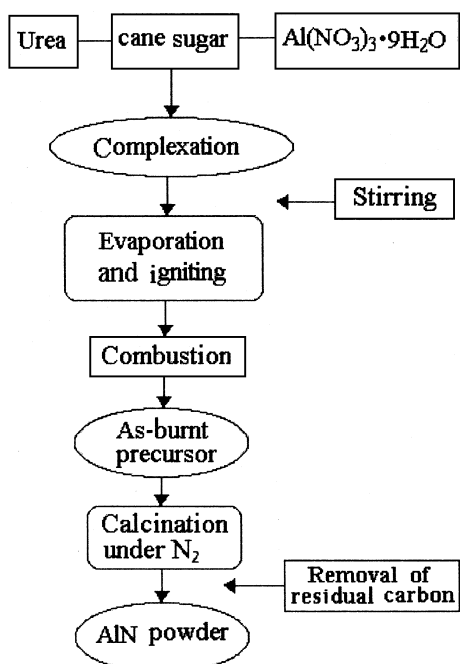 Urea
cane sugar
Al(NO₃)₃•9H₂O
Complexation
Stirring
Evaporation
and igniting
Combustion
As-burnt
precursor
Calcination
under N₂
Removal of
residual carbon
AlN powder